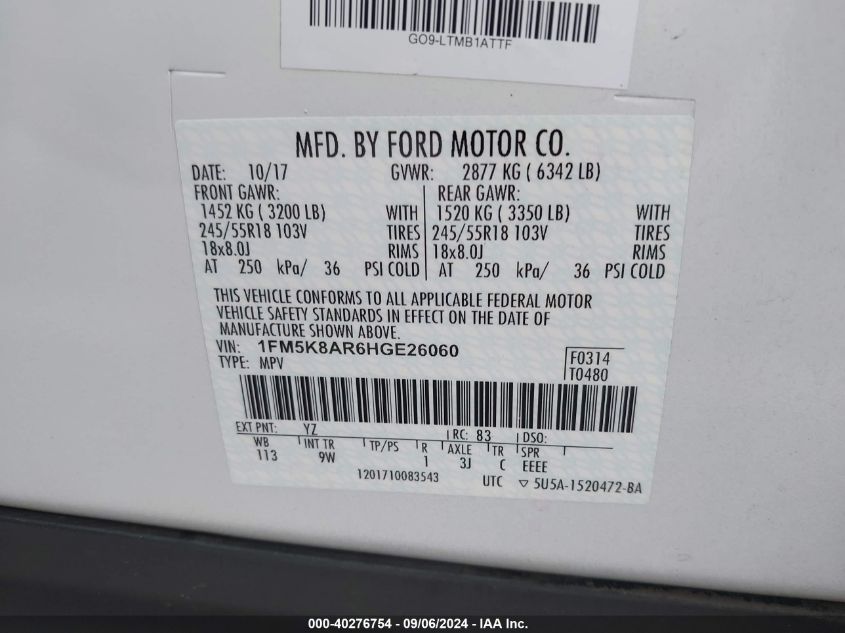 GO9-LTMB1ATTF
MFD. BY FORD MOTOR CO.
DATE: 10/17 GVWR: 2877 KG ( 6342 LB)
FRONT GAWR: REAR GAWR:
1452 KG ( 3200 LB) WITH 1520 KG ( 3350 LB) WITH
245/55R18 103V TIRES 245/55R18 103V TIRES
18x8.0J RIMS 18x8.0J RIMS
AT 250 kPa/ 36 PSI COLD AT 250 kPa/ 36 PSI COLD
THIS VEHICLE CONFORMS TO ALL APPLICABLE FEDERAL MOTOR
VEHICLE SAFETY STANDARDS IN EFFECT ON THE DATE OF
MANUFACTURE SHOWN ABOVE.
VIN: 1FM5K8AR6HGE26060 F0314
TYPE: MPV T0480
EXT PNT: YZ RC: 83 DSO:
WB INT TR TP/PS R AXLE TR SPR
113 9W 1 3J C EEEE
1201710083543 UTC ▽ 5U5A-1520472-BA
000-40276754 - 09/06/2024 - IAA Inc.